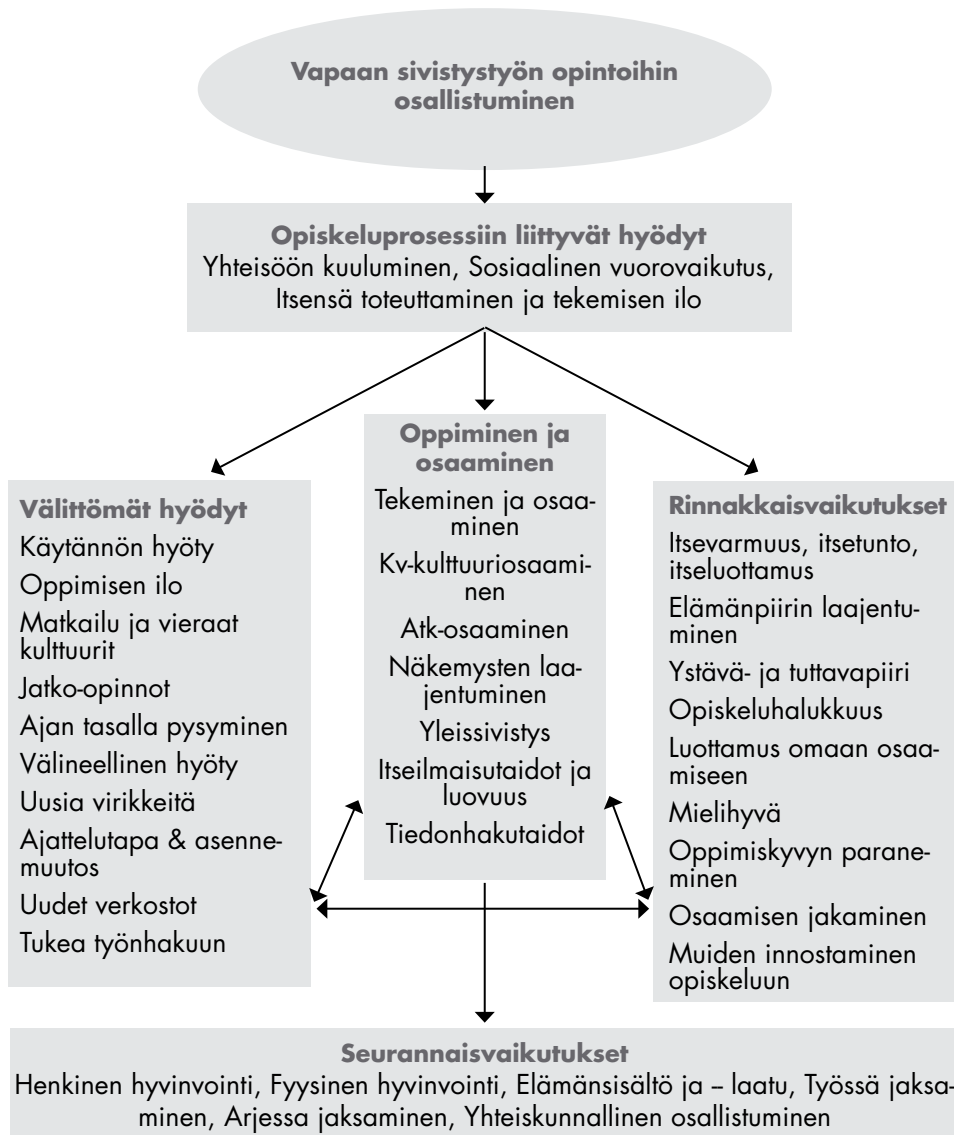 Vapaan sivistystyön opintoihin
osallistuminen
Opiskeluprosessiin liittyvät hyödyt
Yhteisöön kuuluminen, Sosiaalinen vuorovaikutus,
Itsensä toteuttaminen ja tekemisen ilo
Välittömät hyödyt
Käytännön hyöty
Oppimisen ilo
Matkailu ja vieraat
kulttuurit
Jatko-opinnot
Ajan tasalla pysyminen
Välineellinen hyöty
Uusia virikkeitä
Ajattelutapa & asenne-
muutos
Uudet verkostot
Tukea työnhakuun
Oppiminen ja
osaaminen
Tekeminen ja osaa-
minen
Kv-kulttuuriosaami-
nen
Atk-osaaminen
Näkemysten laa-
jentuminen
Yleissivistys
Itseilmaisutaidot ja
luovuus
Tiedonhakutaidot
Rinnakkaisvaikutukset
Itsevarmuus, itsetunto,
itseluottamus
Elämänpiirin laajentu-
minen
Ystävä- ja tuttavapiiri
Opiskeluhalukkuus
Luottamus omaan osaa-
miseen
Mielihyvä
Oppimiskyvyn parane-
minen
Osaamisen jakaminen
Muiden innostaminen
opiskeluun
Seurannaisvaikutukset
Henkinen hyvinvointi, Fyysinen hyvinvointi, Elämänsisältö ja – laatu, Työssä jaksa-
minen, Arjessa jaksaminen, Yhteiskunnallinen osallistuminen